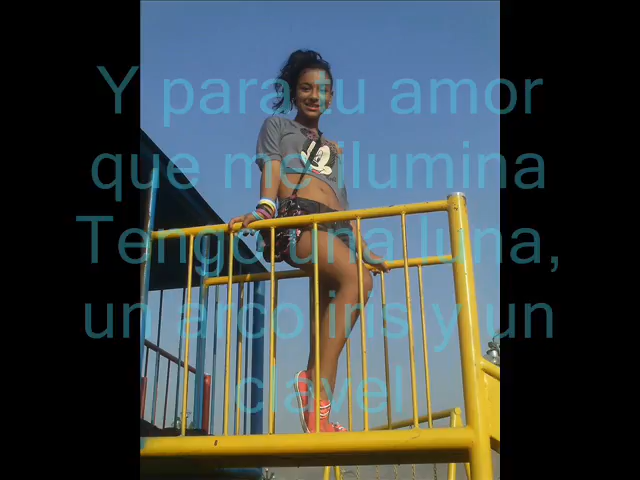 Y para tu amor
que me ilumina
Tengo una luna,
un arco iris y un
clavel